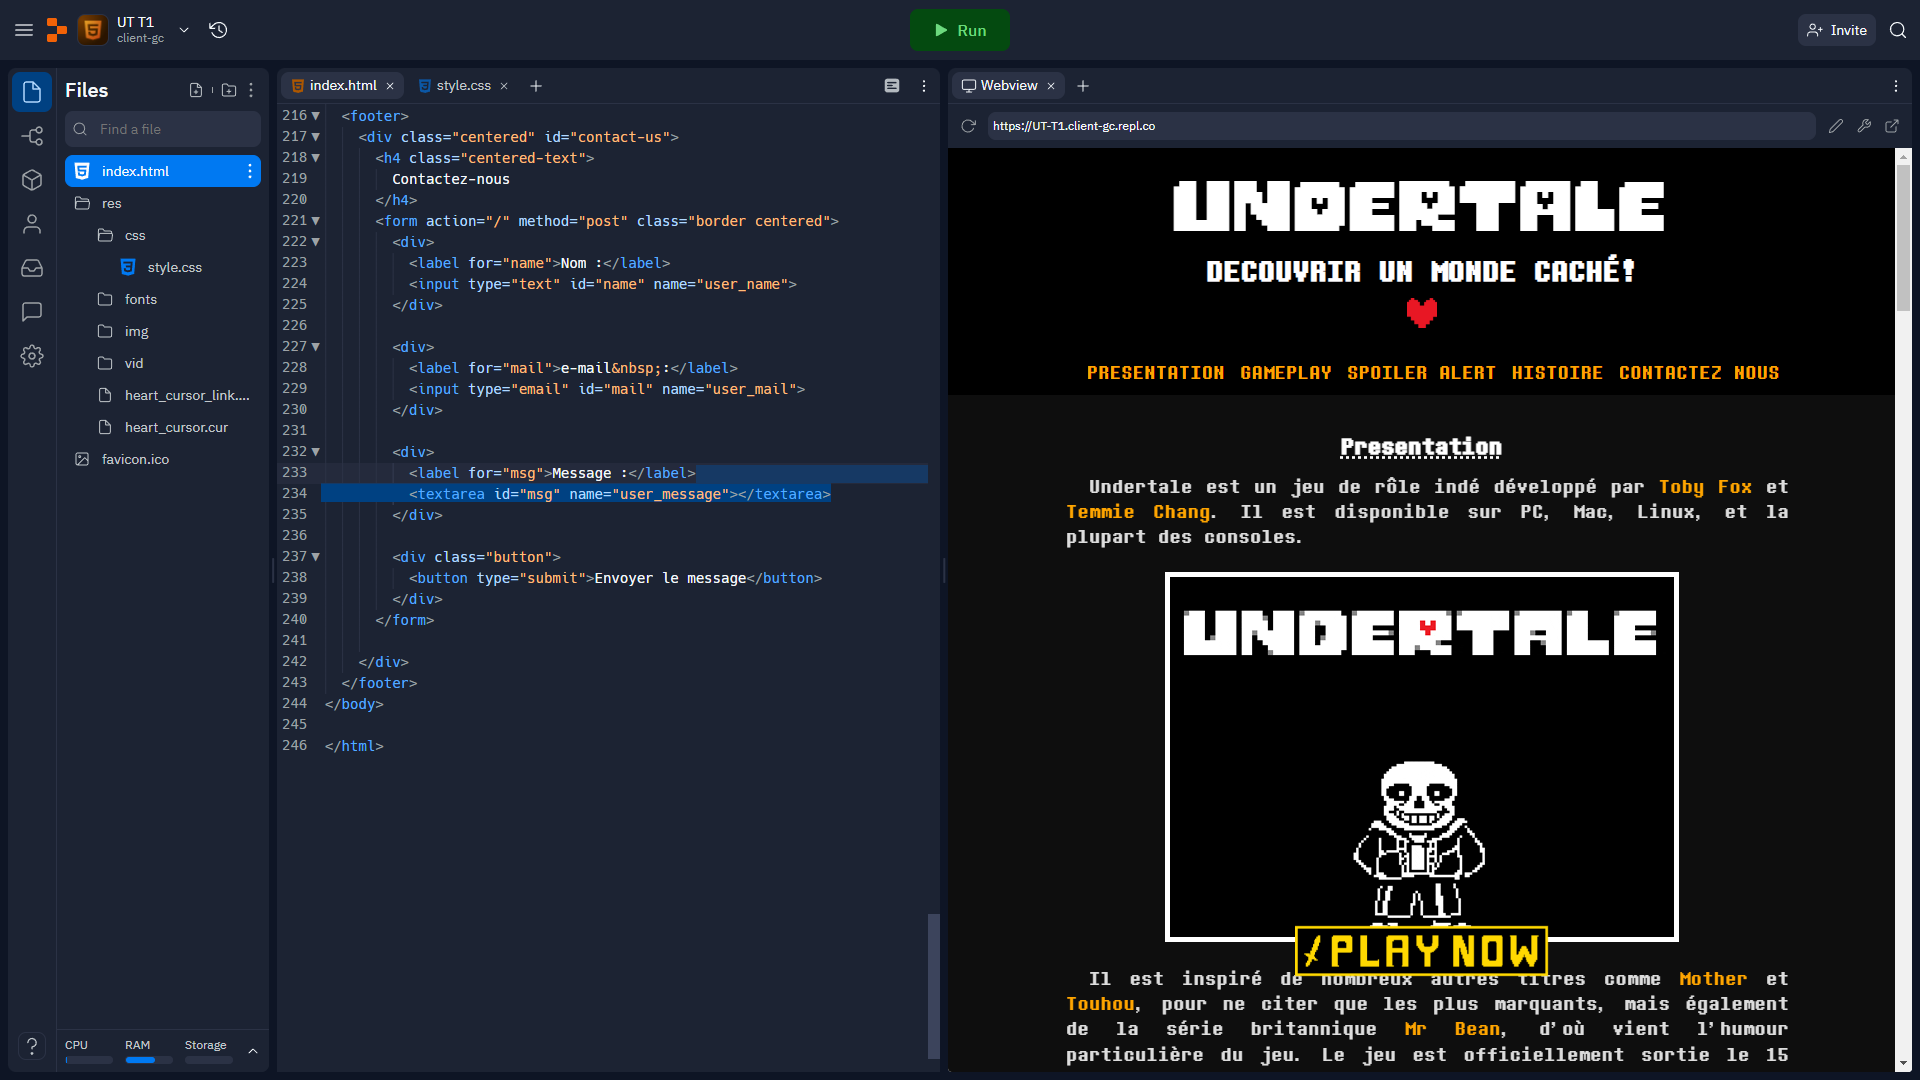 UT T1
client-gc
Run
Invite
Files
Find a file
index.html
res
css
style.css
fonts
img
vid
heart_cursor_link....
heart_cursor.cur
favicon.ico
CPU
RAM
Storage
?
index.html
style.css
216 <footer>
217 <div class="centered" id="contact-us">
218 <h4 class="centered-text">
219 Contactez-nous
220 </h4>
221 <form action="/" method="post" class="border centered">
222 <div>
223 <label for="name">Nom :</label>
224 <input type="text" id="name" name="user_name">
225 </div>
226
227 <div>
228 <label for="mail">e-mail&nbsp;:</label>
229 <input type="email" id="mail" name="user_mail">
230 </div>
231
232 <div>
233 <label for="msg">Message :</label>
234 <textarea id="msg" name="user_message"></textarea>
235 </div>
236
237 <div class="button">
238 <button type="submit">Envoyer le message</button>
239 </div>
240 </form>
241
242 </div>
243 </footer>
244 </body>
245
246 </html>
Webview
https://UT-T1.client-gc.repl.co
UNDERTALE
DECOUVRIR UN MONDE CACHÉ!
PRESENTATION GAMEPLAY SPOILER ALERT HISTOIRE CONTACTEZ NOUS
Presentation
Undertale est un jeu de rôle indé développé par Toby Fox et
Temmie Chang. Il est disponible sur PC, Mac, Linux, et la
plupart des consoles.
UNDERTALE
PLAY NOW
Il est inspiré de nombreux autres titres comme Mother et
Touhou, pour ne citer que les plus marquants, mais également
de la série britannique Mr Bean, d'où vient l'humour
particulière du jeu. Le jeu est officiellement sortie le 15